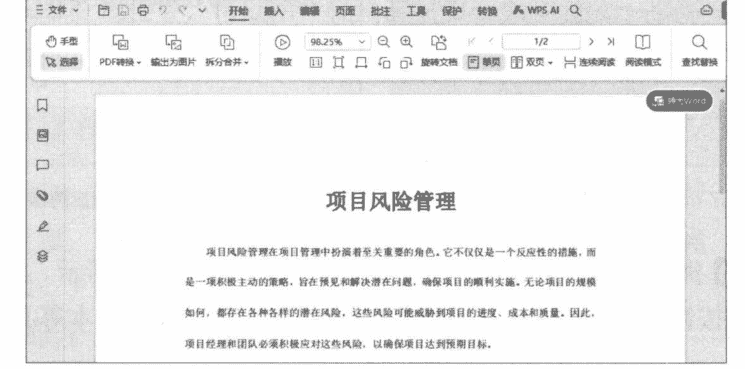 文件 开始 插入 编辑 页面 批注 工具 保护 转换 WPS AI
手型 98.25% 1/2
选择 PDF转换 输出为图片 拆分合并 播放 旋转文档 单页 双页 连续阅读 阅读模式 查找替换
转为Word
项目风险管理
项目风险管理在项目管理中扮演着至关重要的角色。它不仅仅是一个反应性的措施，而
是一项积极主动的策略，旨在预见和解决潜在问题，确保项目的顺利实施。无论项目的规模
如何，都存在各种各样的潜在风险，这些风险可能威胁到项目的进度、成本和质量。因此，
项目经理和团队必须积极应对这些风险，以确保项目达到预期目标。